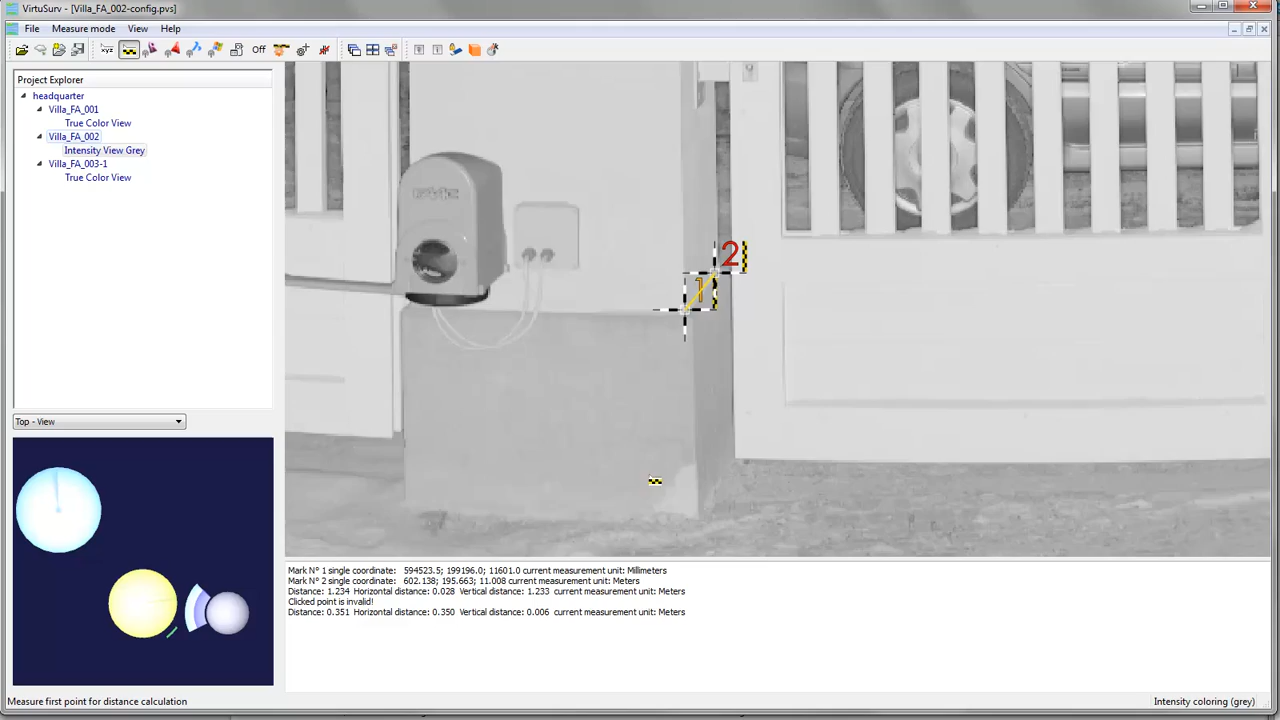 VirtuSurv - [Villa_FA_002-config.pvs]
File Measure mode View Help
xyz Off
Project Explorer
headquarter
Villa_FA_001
True Color View
Villa_FA_002
Intensity View Grey
Villa_FA_003-1
True Color View
Top - View
2
1
Mark N° 1 single coordinate: 594523.5; 199196.0; 11601.0 current measurement unit: Millimeters
Mark N° 2 single coordinate: 602.138; 195.663; 11.008 current measurement unit: Meters
Distance: 1.234 Horizontal distance: 0.028 Vertical distance: 1.233 current measurement unit: Meters
Clicked point is invalid!
Distance: 0.351 Horizontal distance: 0.350 Vertical distance: 0.006 current measurement unit: Meters
Measure first point for distance calculation
Intensity coloring (grey)